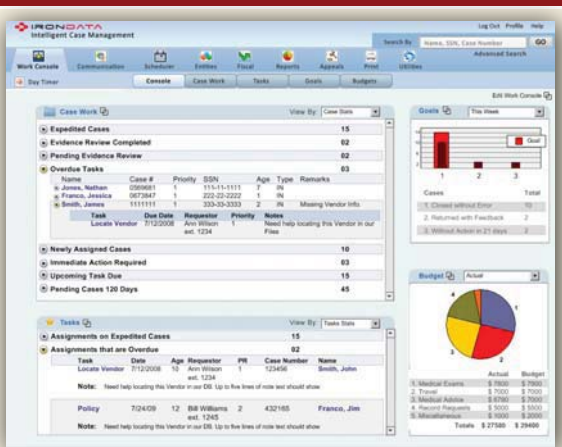 IRONDATA
Intelligent Case Management
Log Out Profile Help
Search By Name, SSN, Case Number GO
Advanced Search
Work Console Communication Scheduler Entities Fiscal Reports Appeals Print Utilities
Day Timer Console Case Work Tasks Goals Budgets
Edit Work Console
Case Work View By: Case Stats
Expedited Cases 15
Evidence Review Completed 02
Pending Evidence Review 02
Overdue Tasks 03
Name Case # Priority SSN Age Type Remarks
Jones, Nathan 0569681 1 111-11-1111 7 IN
Franco, Jessica 0673847 1 222-22-2222 1 IN
Smith, James 1111111 1 333-33-3333 2 IN Missing Vendor Info.
Task Due Date Requestor Priority Notes
Locate Vendor 7/12/2008 Ann Wilson 1 Need help locating this Vendor in our
ext. 1234 Files
Newly Assigned Cases 10
Immediate Action Required 03
Upcoming Task Due 15
Pending Cases 120 Days 45
Tasks View By: Tasks Stats
Assignments on Expedited Cases 15
Assignments that are Overdue 02
Task Date Age Requestor PR Case Number Name
Locate Vendor 7/12/2008 10 Ann Wilson 1 123456 Smith, John
ext. 1234
Note: Need help locating this Vendor in our DB. Up to five lines of note text should show.
Policy 7/24/09 12 Bill Williams 2 432165 Franco, Jim
ext. 1245
Note: Need help locating this Vendor in our DB. Up to five lines of note text should show.
Goals This Week
Goal
1 2 3
Cases Total
1. Closed without Error 10
2. Returned with Feedback 2
3. Without Action in 21 days 2
Budget Actual
1
2
3
4
Actual Budget
1. Medical Exams $ 7800 $ 7900
2. Travel $ 7000 $ 7000
3. Medical Advice $ 6780 $ 7000
4. Record Requests $ 5000 $ 5500
5. Miscellaneous $ 1000 $ 2000
Totals $ 27580 $ 29400